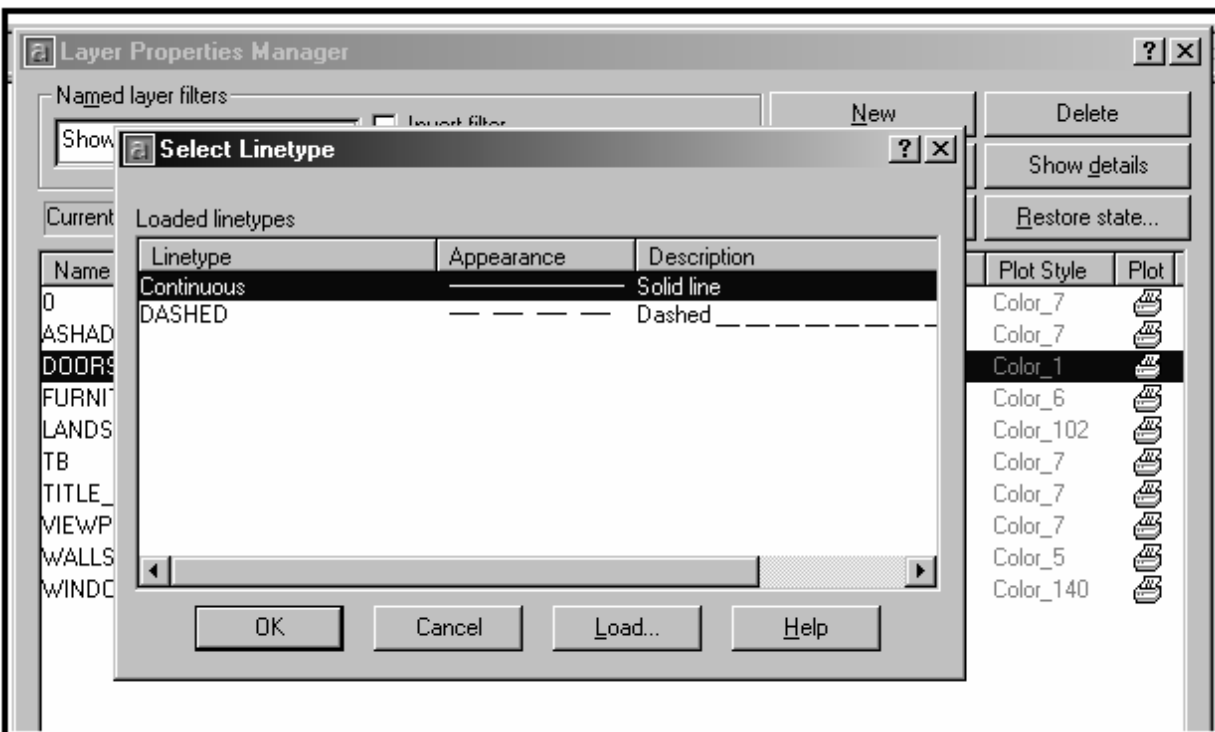 Layer Properties Manager
Named layer filters
Show
Invert filter
New
Delete
Show details
Current
Restore state...
Select Linetype
Loaded linetypes
Linetype Appearance Description
Continuous Solid line
DASHED Dashed
OK Cancel Load... Help
Name Plot Style Plot
0 Color_7
ASHAD Color_7
DOORS Color_1
FURNIT Color_6
LANDS Color_102
TB Color_7
TITLE_ Color_7
VIEWP Color_7
WALLS Color_5
WINDO Color_140